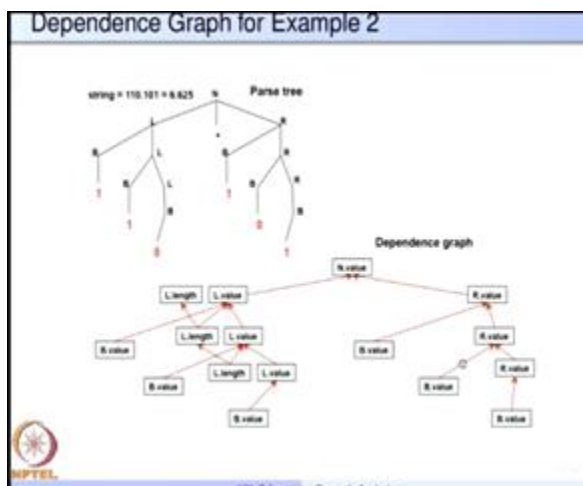 Dependence Graph for Example 2
string = 110.101 = 6.625
N
Parse tree
L
.
R
B
L
B
R
1
B
L
1
B
R
1
B
0
B
0
1
Dependence graph
N.value
L.length
L.value
R.value
L.length
L.value
R.value
B.value
B.value
L.length
L.value
R.value
B.value
B.value
B.value
B.value
NPTEL